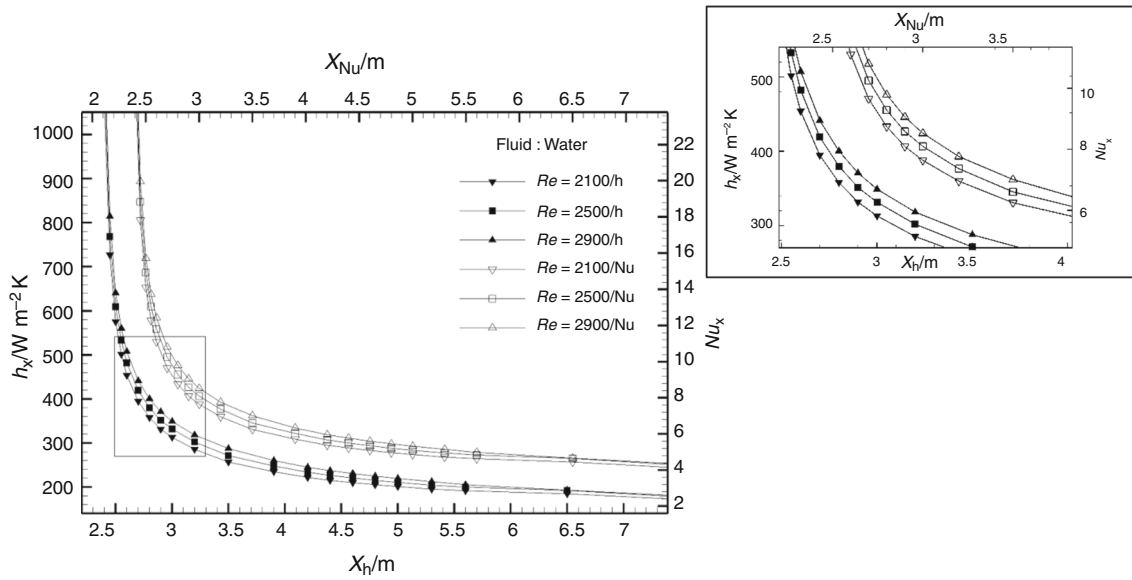 X_Nu/m
2 2.5 3 3.5 4 4.5 5 5.5 6 6.5 7
1000
900
800
700
600
500
400
300
200
h_x/W m⁻² K
22
20
18
16
14
12
10
8
6
4
2
Nu_x
Fluid : Water
Re = 2100/h
Re = 2500/h
Re = 2900/h
Re = 2100/Nu
Re = 2500/Nu
Re = 2900/Nu
2.5 3 3.5 4 4.5 5 5.5 6 6.5 7
X_h/m
X_Nu/m
2.5 3 3.5
500
400
300
h_x/W m⁻² K
10
8
6
Nu_x
2.5 3 3.5 4
X_h/m